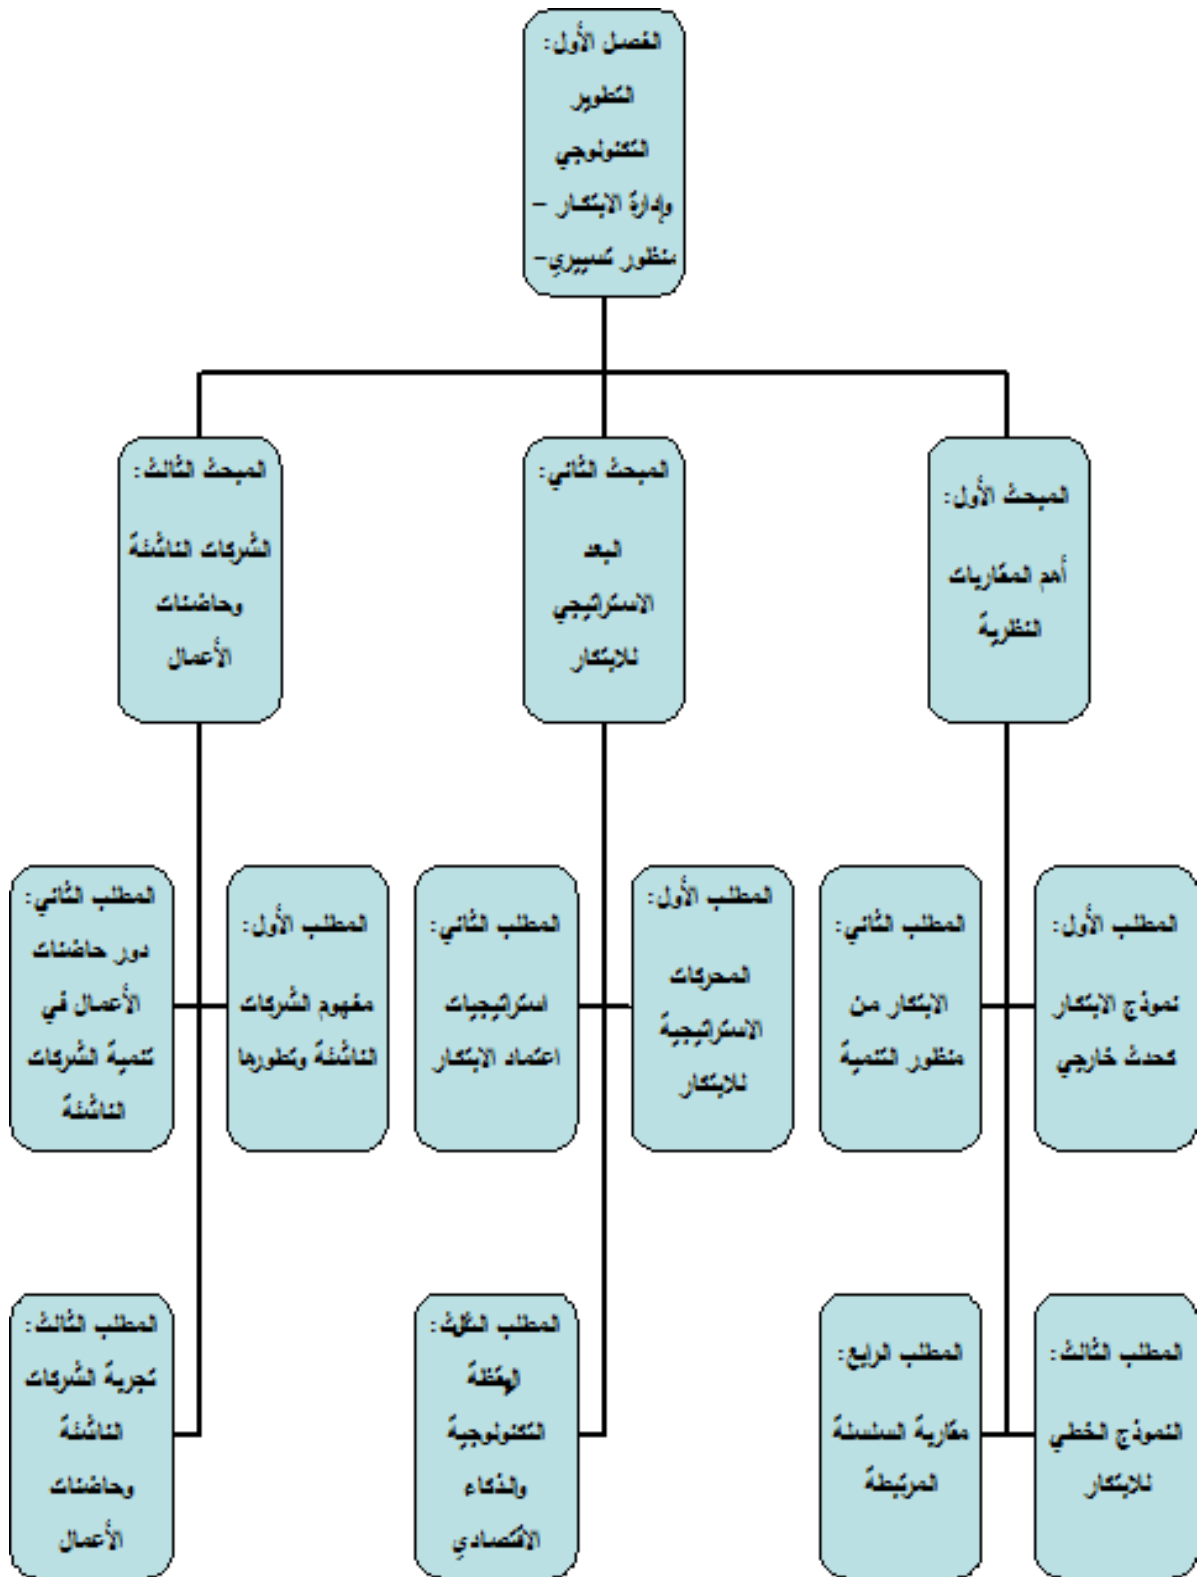 الفصل الأول:
التطوير
التكنولوجي
وإدارة الابتكار –
منظور تسييري–
المبحث الأول:
أهم المقاربات
النظرية
المبحث الثاني:
البعد
الاستراتيجي
للابتكار
المبحث الثالث:
الشركات الناشئة
وحاضنات
الأعمال
المطلب الأول:
نموذج الابتكار
كحدث خارجي
المطلب الثاني:
الابتكار من
منظور التنمية
المطلب الأول:
المحركات
الاستراتيجية
للابتكار
المطلب الثاني:
استراتيجيات
اعتماد الابتكار
المطلب الأول:
مفهوم الشركات
الناشئة وتطورها
المطلب الثاني:
دور حاضنات
الأعمال في
تنمية الشركات
الناشئة
المطلب الثالث:
النموذج الخطي
للابتكار
المطلب الرابع:
مقاربة السلسلة
المرتبطة
المطلب الثالث:
اليقظة
التكنولوجية
والذكاء
الاقتصادي
المطلب الثالث:
تجربة الشركات
الناشئة
وحاضنات
الأعمال